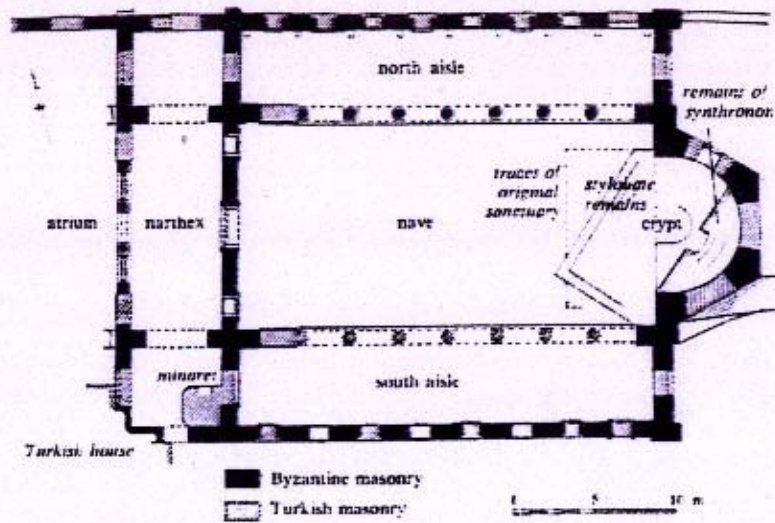 north aisle
remains of
synthronon
traces of
original
sanctuary
stylobate
remains
atrium
narthex
nave
crypt
minaret
south aisle
Turkish house
Byzantine masonry
Turkish masonry
5
10 m